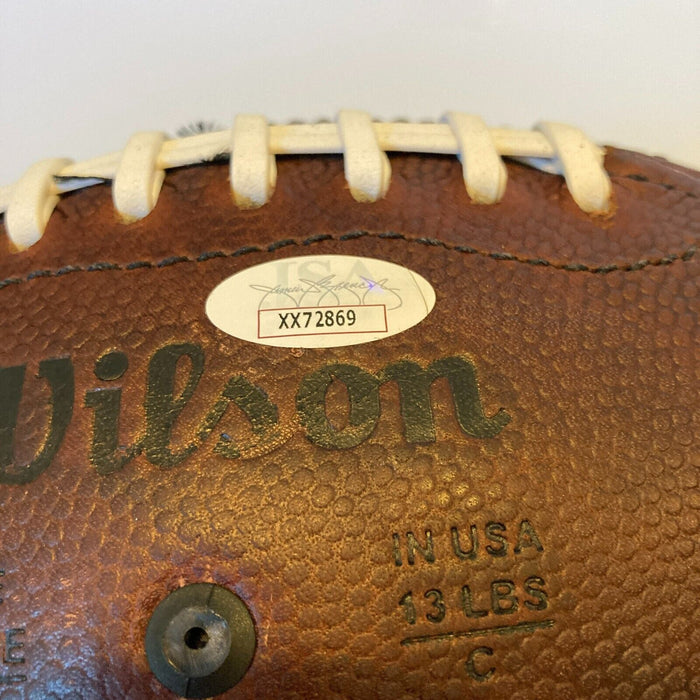 JSA
XX72869
Wilson
IN USA
13 LBS
C